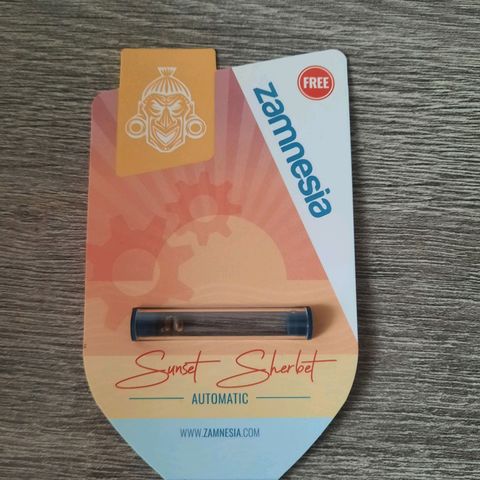 FREE
zamnesia
Sunset Sherbet
AUTOMATIC
WWW.ZAMNESIA.COM